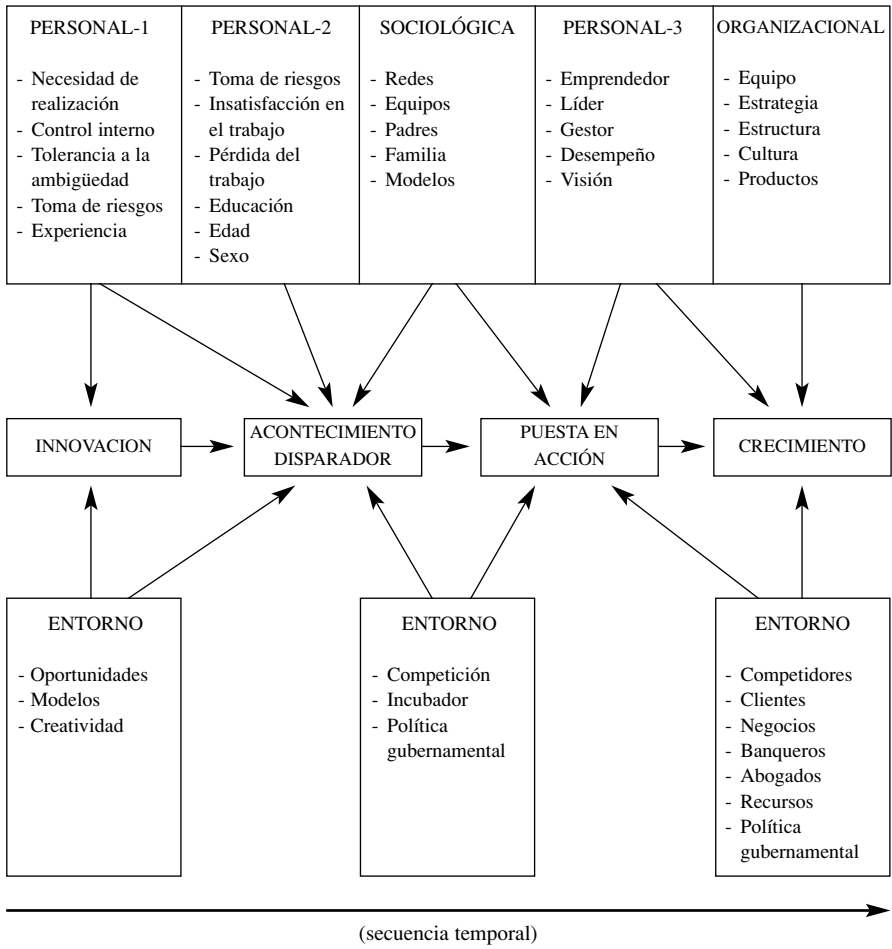 PERSONAL-1
- Necesidad de
realización
- Control interno
- Tolerancia a la
ambigüedad
- Toma de riesgos
- Experiencia
PERSONAL-2
- Toma de riesgos
- Insatisfacción en
el trabajo
- Pérdida del
trabajo
- Educación
- Edad
- Sexo
SOCIOLÓGICA
- Redes
- Equipos
- Padres
- Familia
- Modelos
PERSONAL-3
- Emprendedor
- Líder
- Gestor
- Desempeño
- Visión
ORGANIZACIONAL
- Equipo
- Estrategia
- Estructura
- Cultura
- Productos
INNOVACION
ACONTECIMIENTO
DISPARADOR
PUESTA EN
ACCIÓN
CRECIMIENTO
ENTORNO
- Oportunidades
- Modelos
- Creatividad
ENTORNO
- Competición
- Incubador
- Política
gubernamental
ENTORNO
- Competidores
- Clientes
- Negocios
- Banqueros
- Abogados
- Recursos
- Política
gubernamental
(secuencia temporal)